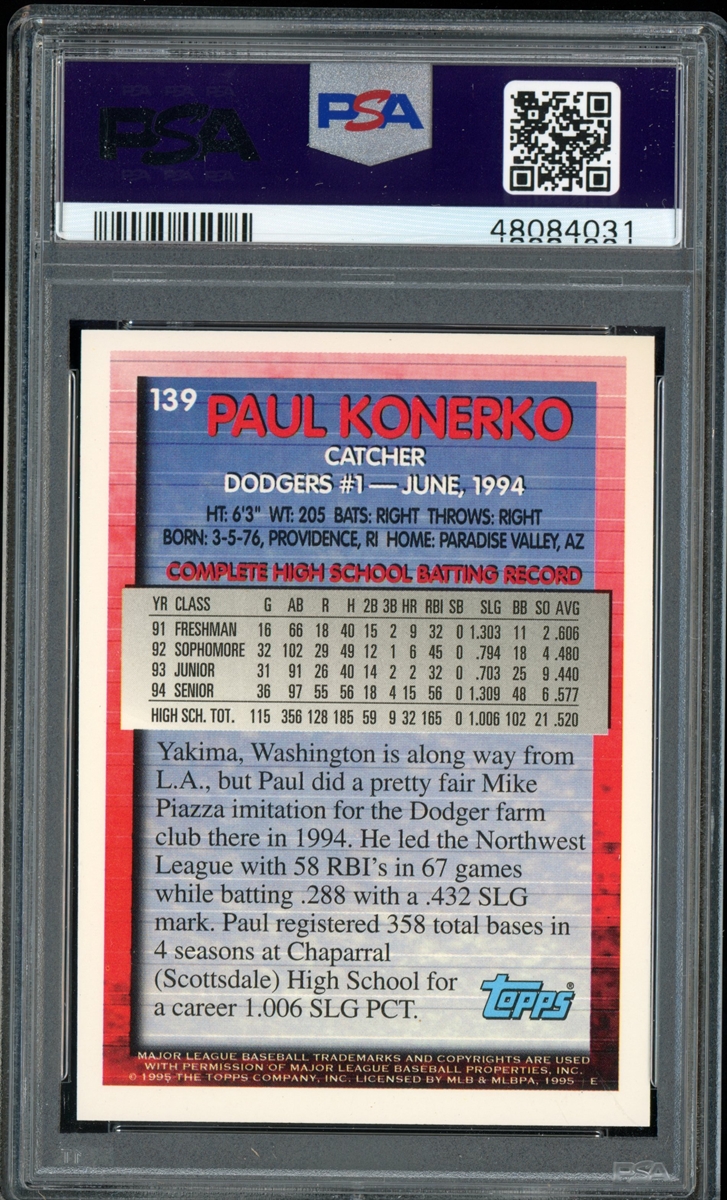 PSA PSA PSA
PSA
PSA PSA PSA
PSA
48084031
139 PAUL KONERKO
CATCHER
DODGERS #1 — JUNE, 1994
HT: 6'3" WT: 205 BATS: RIGHT THROWS: RIGHT
BORN: 3-5-76, PROVIDENCE, RI HOME: PARADISE VALLEY, AZ
COMPLETE HIGH SCHOOL BATTING RECORD
YR CLASS G AB R H 2B 3B HR RBI SB SLG BB SO AVG
91 FRESHMAN 16 66 18 40 15 2 9 32 0 1.303 11 2 .606
92 SOPHOMORE 32 102 29 49 12 1 6 45 0 .794 18 4 .480
93 JUNIOR 31 91 26 40 14 2 2 32 0 .703 25 9 .440
94 SENIOR 36 97 55 56 18 4 15 56 0 1.309 48 6 .577
HIGH SCH. TOT. 115 356 128 185 59 9 32 165 0 1.006 102 21 .520
Yakima, Washington is along way from
L.A., but Paul did a pretty fair Mike
Piazza imitation for the Dodger farm
club there in 1994. He led the Northwest
League with 58 RBI's in 67 games
while batting .288 with a .432 SLG
mark. Paul registered 358 total bases in
4 seasons at Chaparral
(Scottsdale) High School for
a career 1.006 SLG PCT.
topps®
MAJOR LEAGUE BASEBALL TRADEMARKS AND COPYRIGHTS ARE USED
WITH PERMISSION OF MAJOR LEAGUE BASEBALL PROPERTIES, INC.
© 1995 THE TOPPS COMPANY, INC. LICENSED BY MLB & MLBPA, 1995 E
PSA